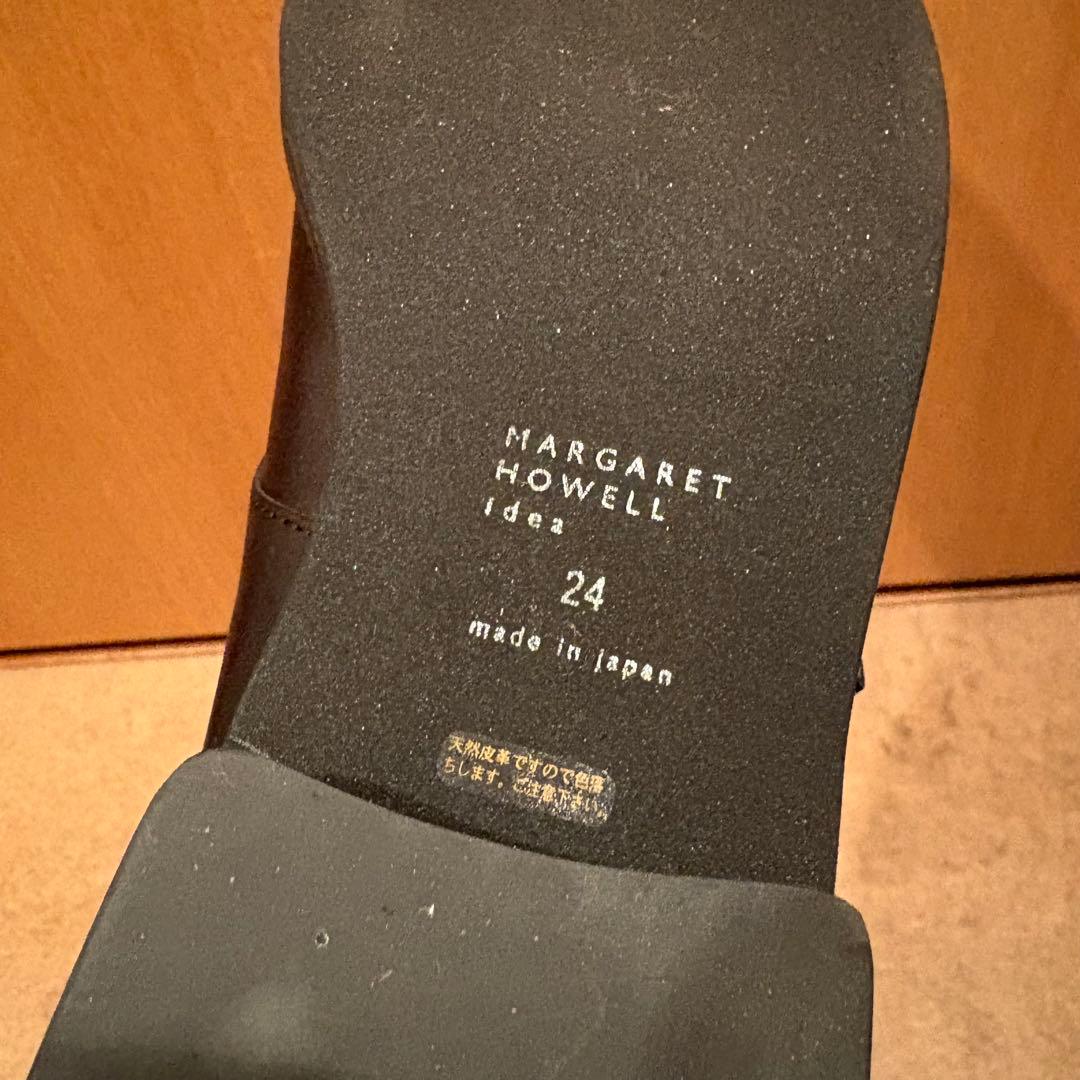 MARGARET
HOWELL
idea
24
made in japan
天然皮革ですので色落
ちします。ご注意下さい。